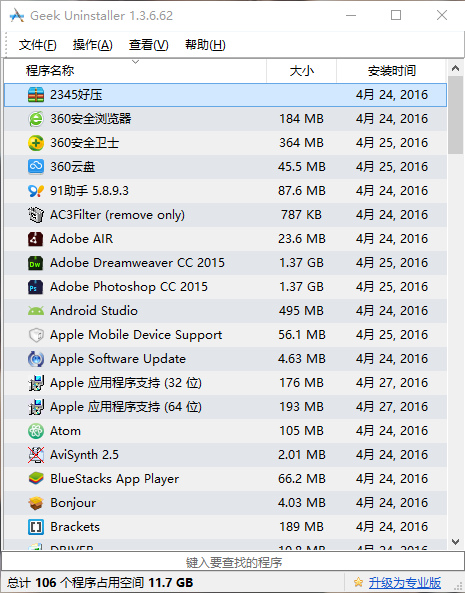 Geek Uninstaller 1.3.6.62
文件(F) 操作(A) 查看(V) 帮助(H)
程序名称 大小 安装时间
2345好压 4月 24, 2016
360安全浏览器 184 MB 4月 24, 2016
360安全卫士 364 MB 4月 25, 2016
360云盘 45.5 MB 4月 25, 2016
91助手 5.8.9.3 87.6 MB 4月 24, 2016
AC3Filter (remove only) 787 KB 4月 24, 2016
Adobe AIR 23.6 MB 4月 24, 2016
Adobe Dreamweaver CC 2015 1.37 GB 4月 25, 2016
Adobe Photoshop CC 2015 1.37 GB 4月 25, 2016
Android Studio 495 MB 4月 24, 2016
Apple Mobile Device Support 56.1 MB 4月 25, 2016
Apple Software Update 4.63 MB 4月 24, 2016
Apple 应用程序支持 (32 位) 176 MB 4月 27, 2016
Apple 应用程序支持 (64 位) 193 MB 4月 27, 2016
Atom 105 MB 4月 24, 2016
AviSynth 2.5 2.01 MB 4月 24, 2016
BlueStacks App Player 66.2 MB 4月 24, 2016
Bonjour 4.03 MB 4月 24, 2016
Brackets 189 MB 4月 24, 2016
DRIVER 10.8 MB 4月 24, 2016
键入要查找的程序
总计 106 个程序占用空间 11.7 GB 升级为专业版